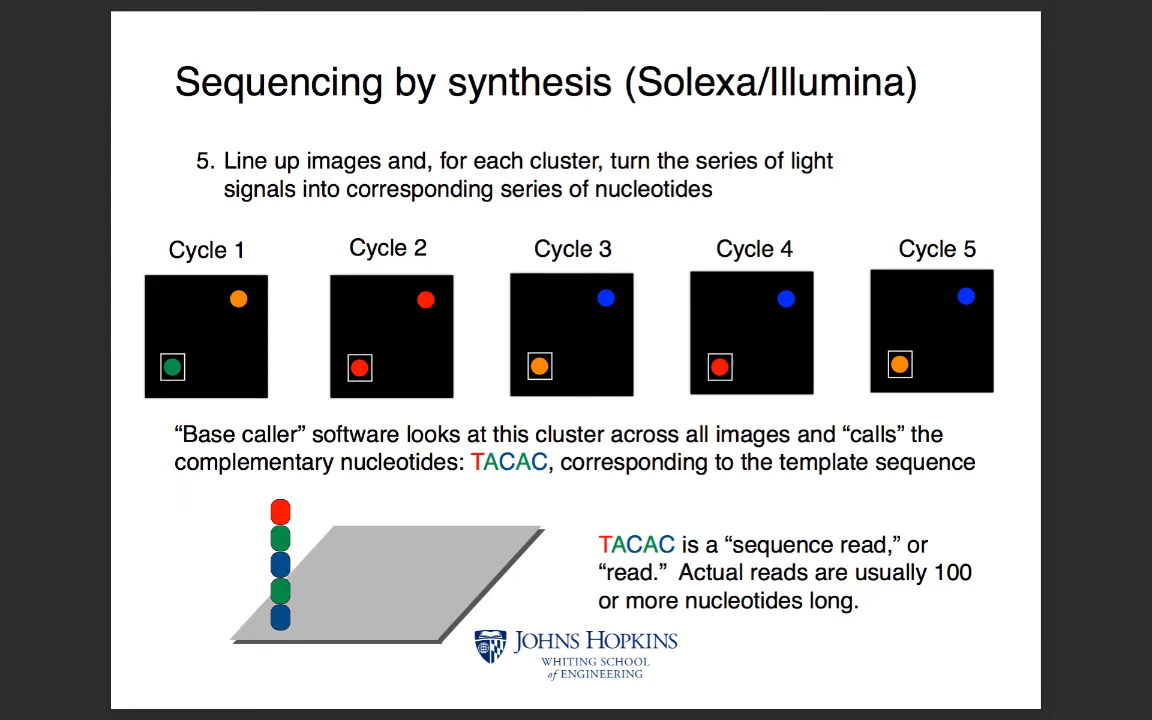 Sequencing by synthesis (Solexa/Illumina)
5. Line up images and, for each cluster, turn the series of light
signals into corresponding series of nucleotides
Cycle 1 Cycle 2 Cycle 3 Cycle 4 Cycle 5
“Base caller” software looks at this cluster across all images and “calls” the
complementary nucleotides: TACAC, corresponding to the template sequence
TACAC is a “sequence read,” or
“read.” Actual reads are usually 100
or more nucleotides long.
JOHNS HOPKINS
WHITING SCHOOL
of ENGINEERING